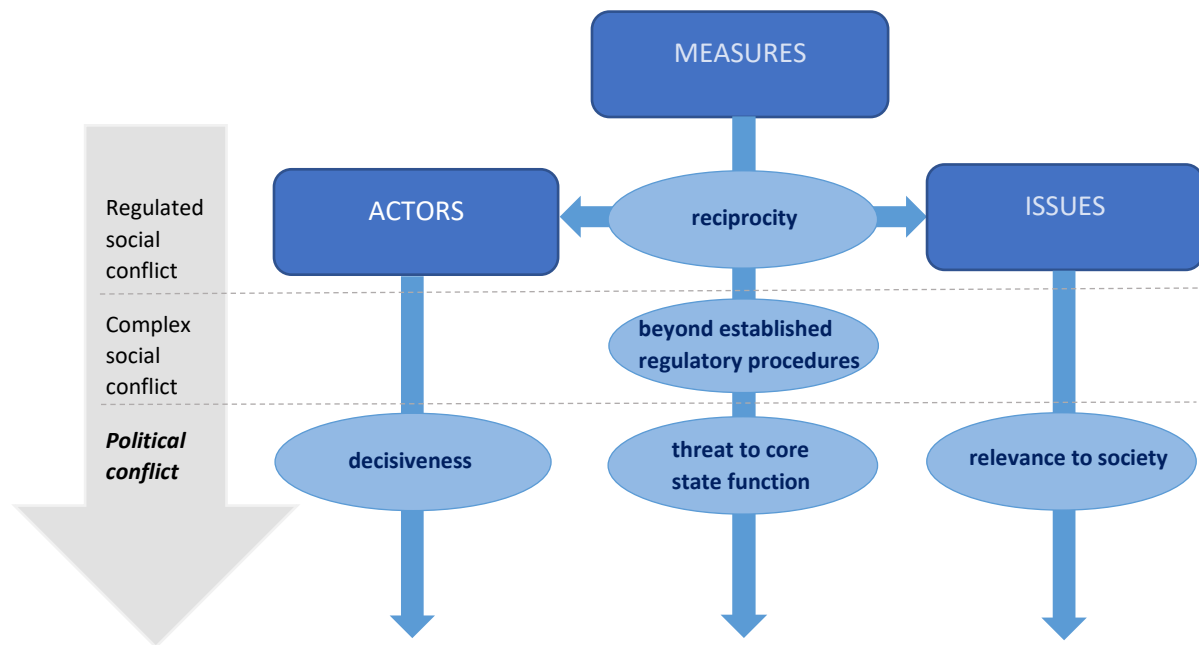 MEASURES
ACTORS
reciprocity
ISSUES
Regulated
social
conflict
Complex
social
conflict
beyond established
regulatory procedures
Political
conflict
decisiveness
threat to core
state function
relevance to society